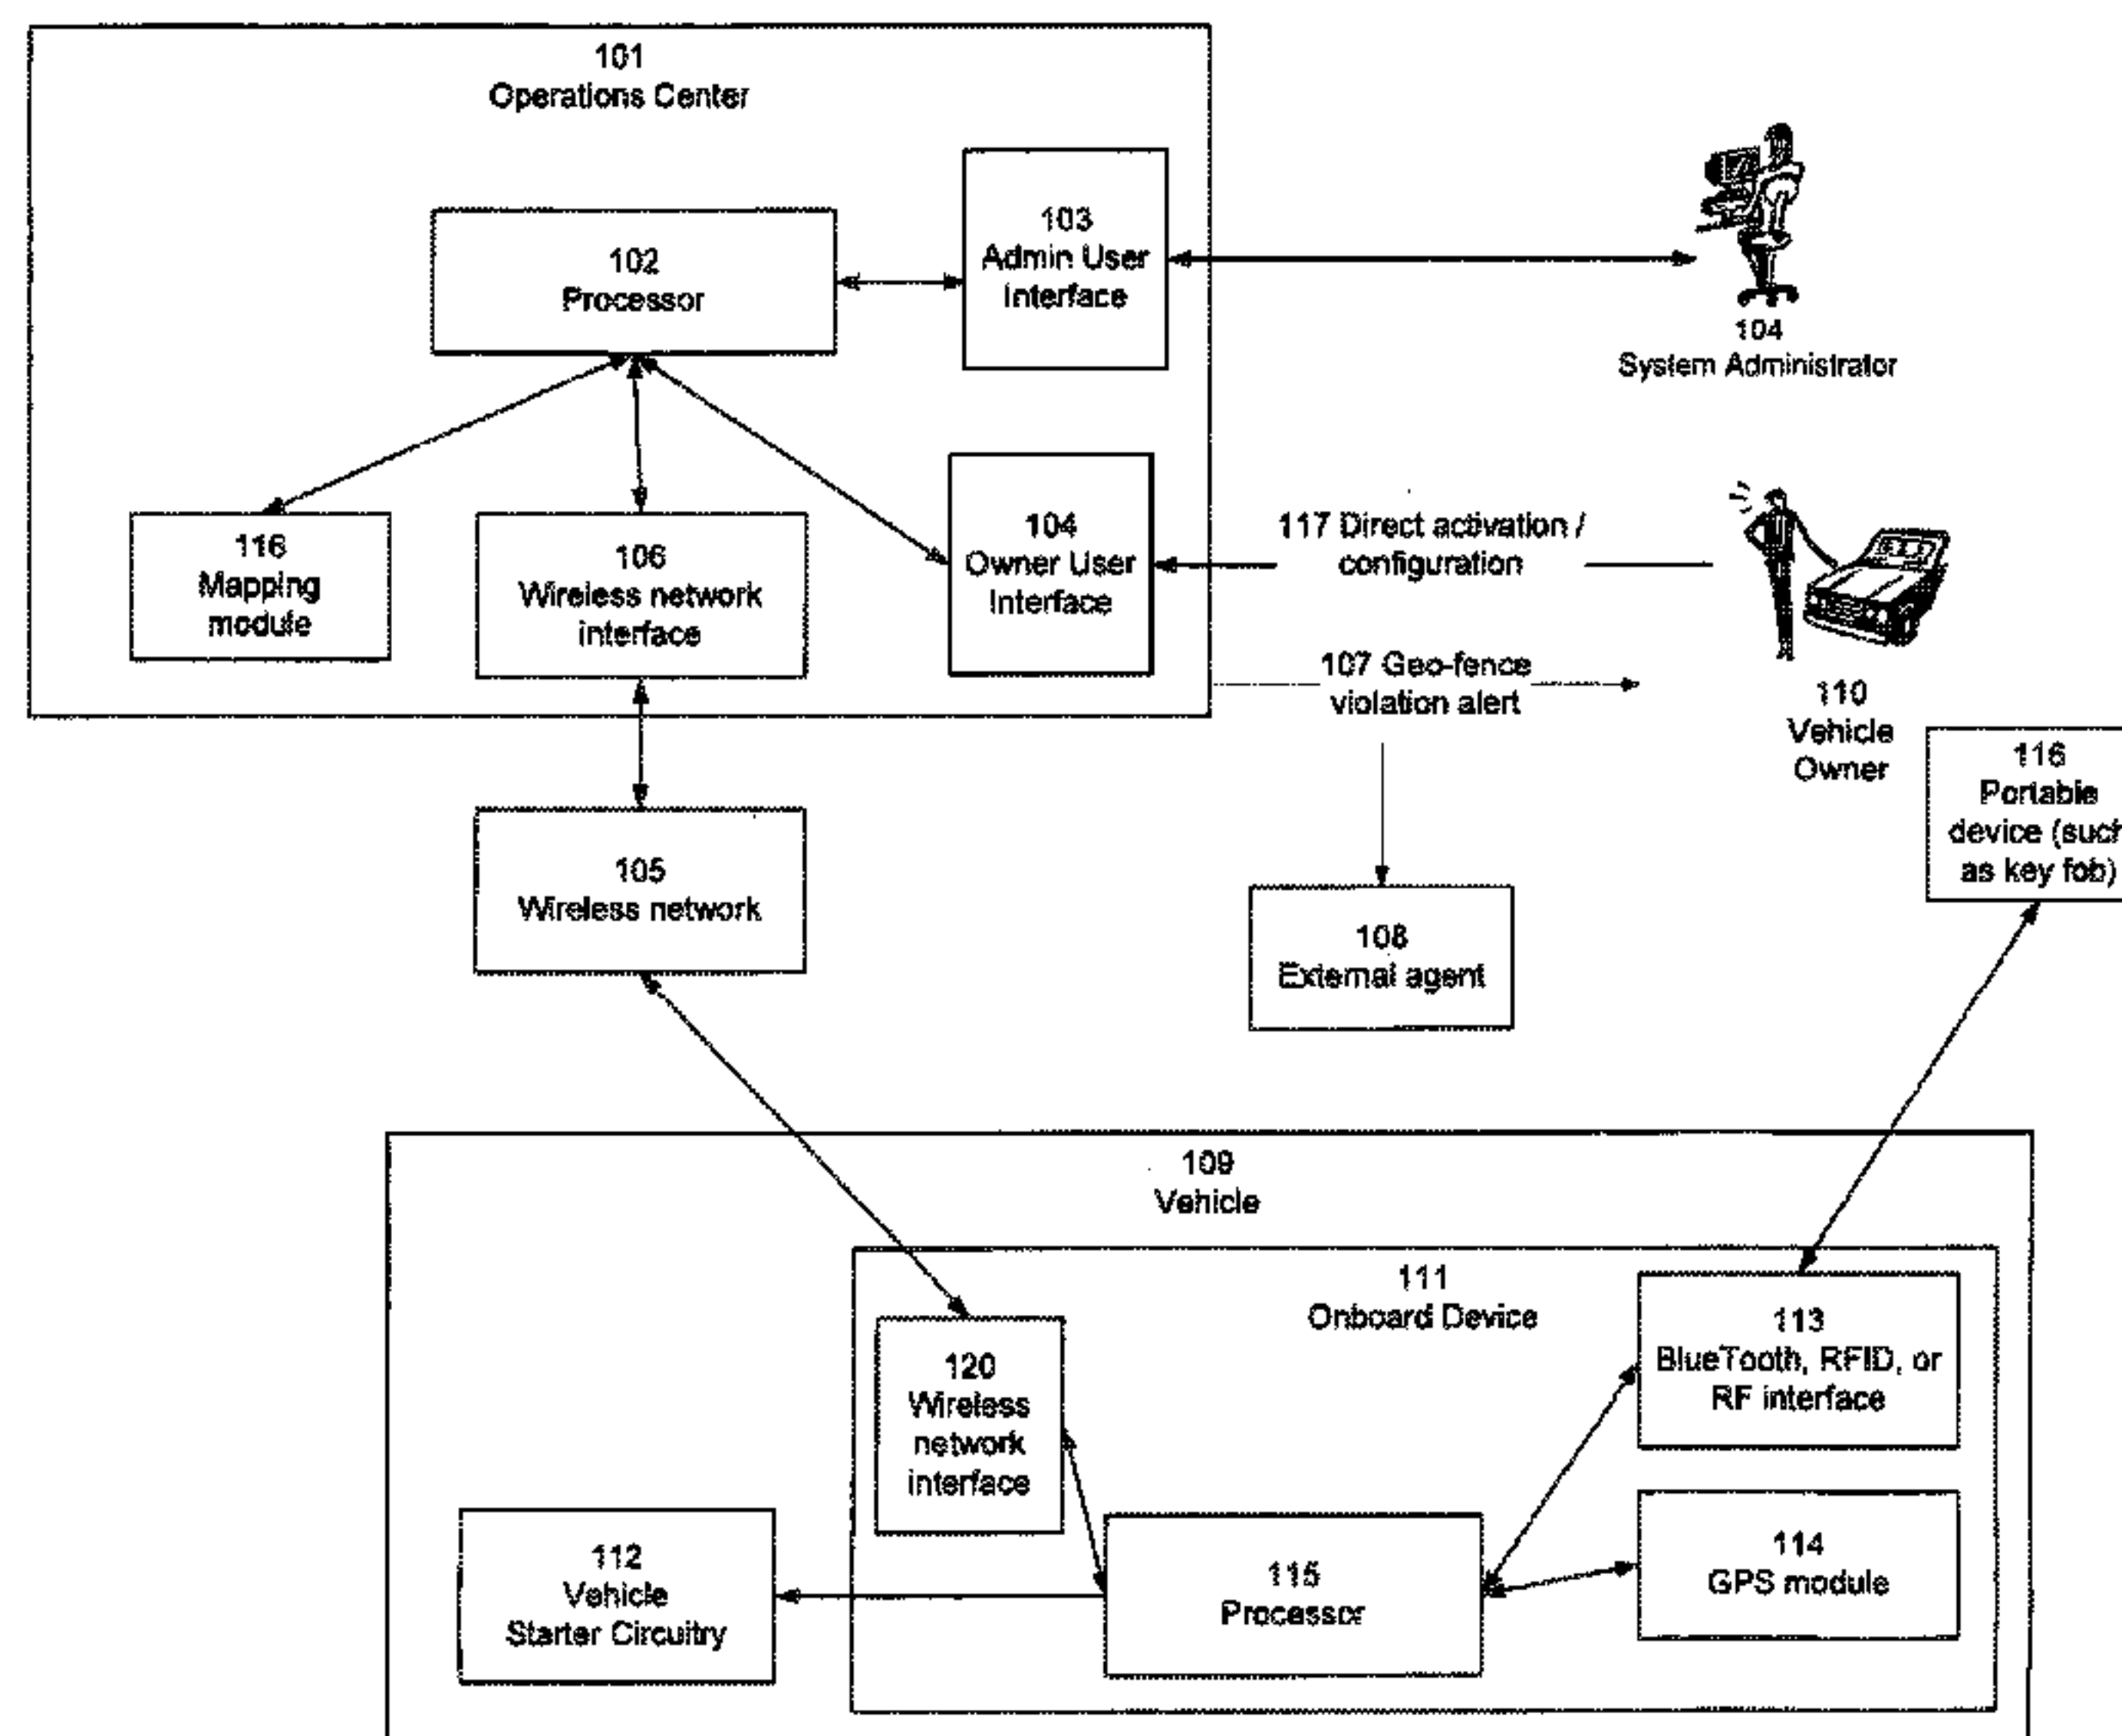 101
Operations Center
102
Processor
103
Admin User
Interface
104
System Administrator
116
Mapping
module
106
Wireless network
interface
104
Owner User
Interface
117 Direct activation /
configuration
107 Geo-fence
violation alert
110
Vehicle
Owner
116
Portable
device (such
as key fob)
105
Wireless network
108
External agent
109
Vehicle
111
Onboard Device
120
Wireless
network
interface
113
BlueTooth, RFID, or
RF interface
112
Vehicle
Starter Circuitry
115
Processor
114
GPS module